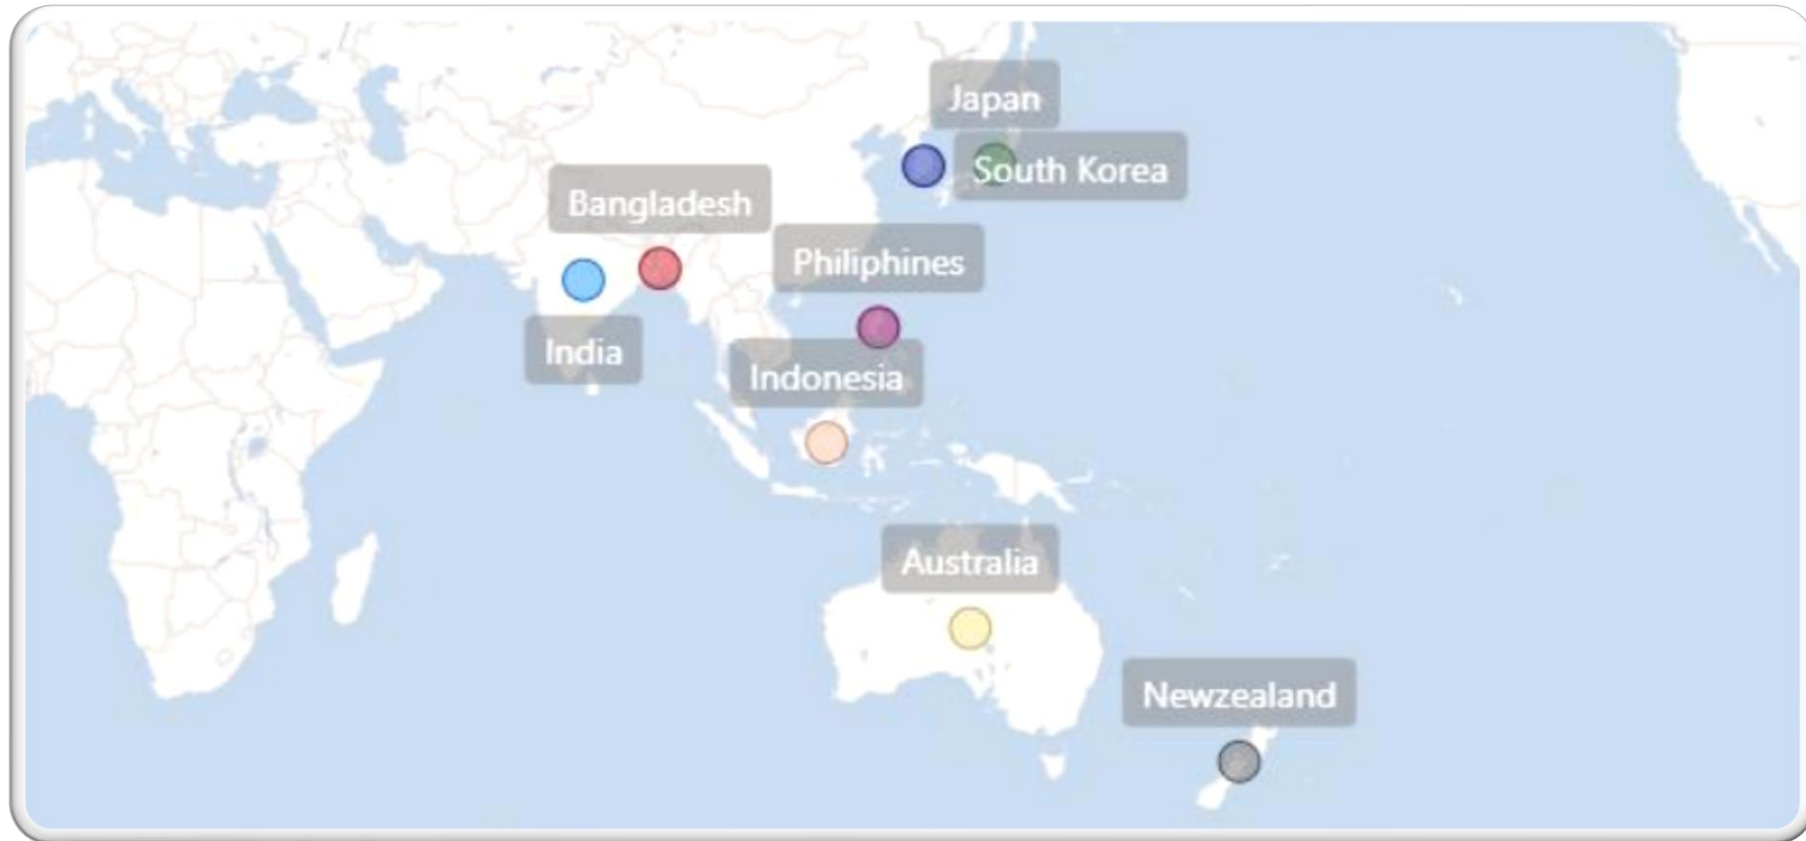 Japan
South Korea
Bangladesh
Philiphines
India
Indonesia
Australia
Newzealand